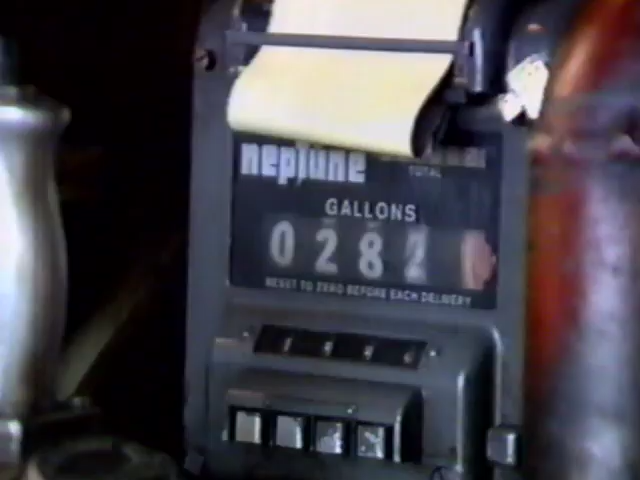 neptune
TOTAL
GALLONS
0282
RESET TO ZERO BEFORE EACH DELIVERY